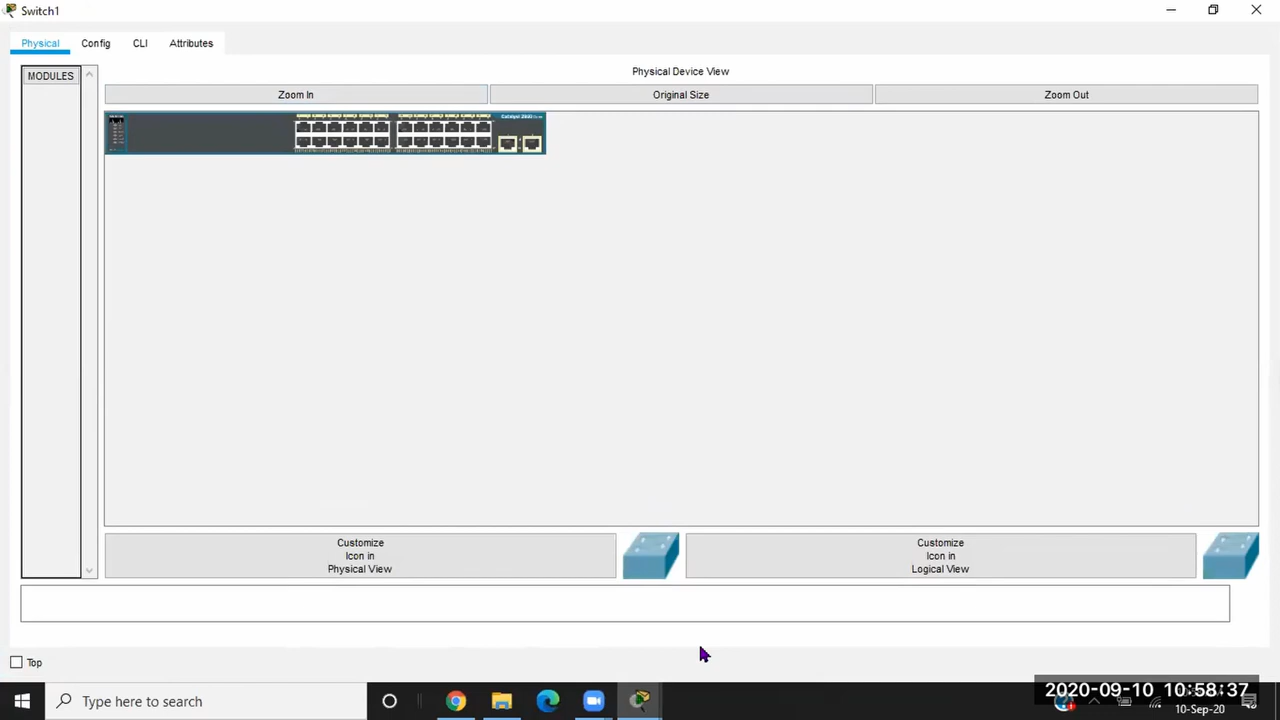 Switch1
Physical
Config
CLI
Attributes
MODULES
Physical Device View
Zoom In
Original Size
Zoom Out
Catalyst 2960
Customize
Icon in
Physical View
Customize
Icon in
Logical View
Top
Type here to search
2020-09-10 10:58:37
10-Sep-20